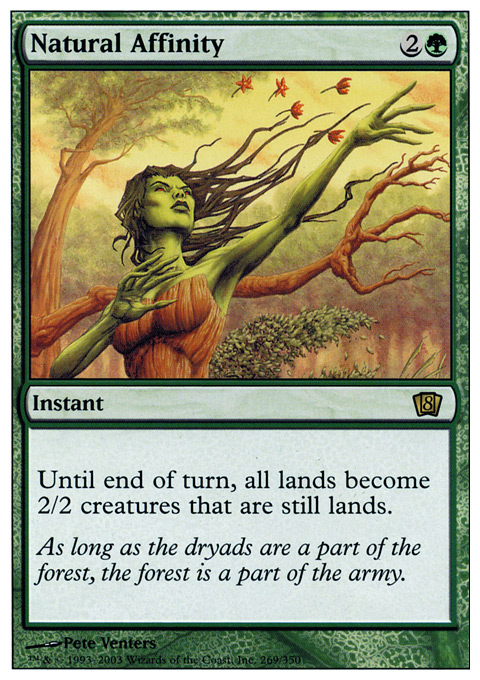 Natural Affinity 2
Instant 8
Until end of turn, all lands become
2/2 creatures that are still lands.
As long as the dryads are a part of the
forest, the forest is a part of the army.
Pete Venters
™ & © 1993–2003 Wizards of the Coast, Inc. 269/350